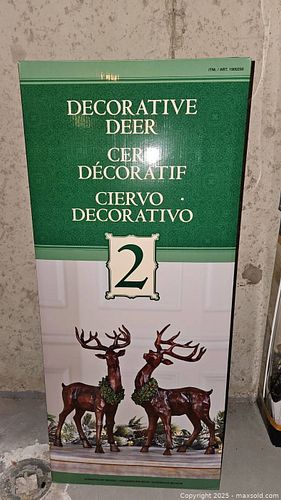 DECORATIVE
DEER
CERF
DÉCORATIF
CIERVO
DECORATIVO
2
Copyright © 2025 - maxsold.com